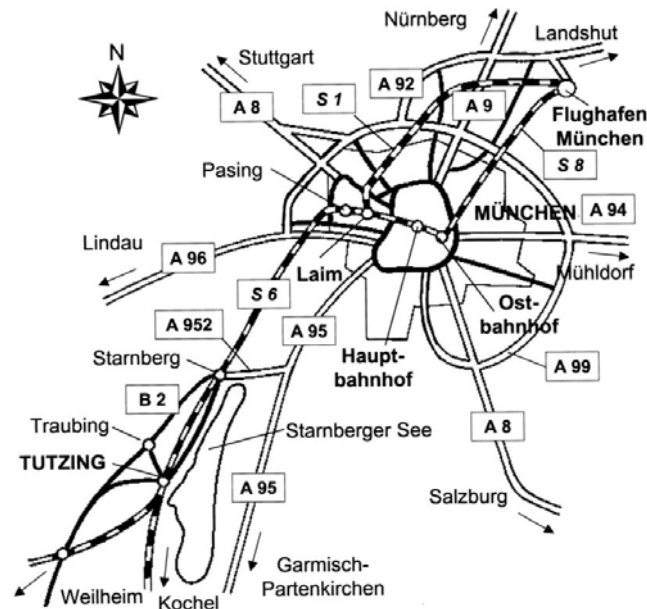 Nürnberg
Landshut
N
Stuttgart
A 92
S 1
A 9
A 8
Flughafen
München
S 8
Pasing
MÜNCHEN
A 94
Lindau
A 96
Laim
Mühldorf
S 6
Ost-
bahnhof
A 952
A 95
Haupt-
bahnhof
Starnberg
A 99
B 2
Traubing
Starnberger See
A 8
TUTZING
A 95
Salzburg
Garmisch-
Partenkirchen
Weilheim
Kochel